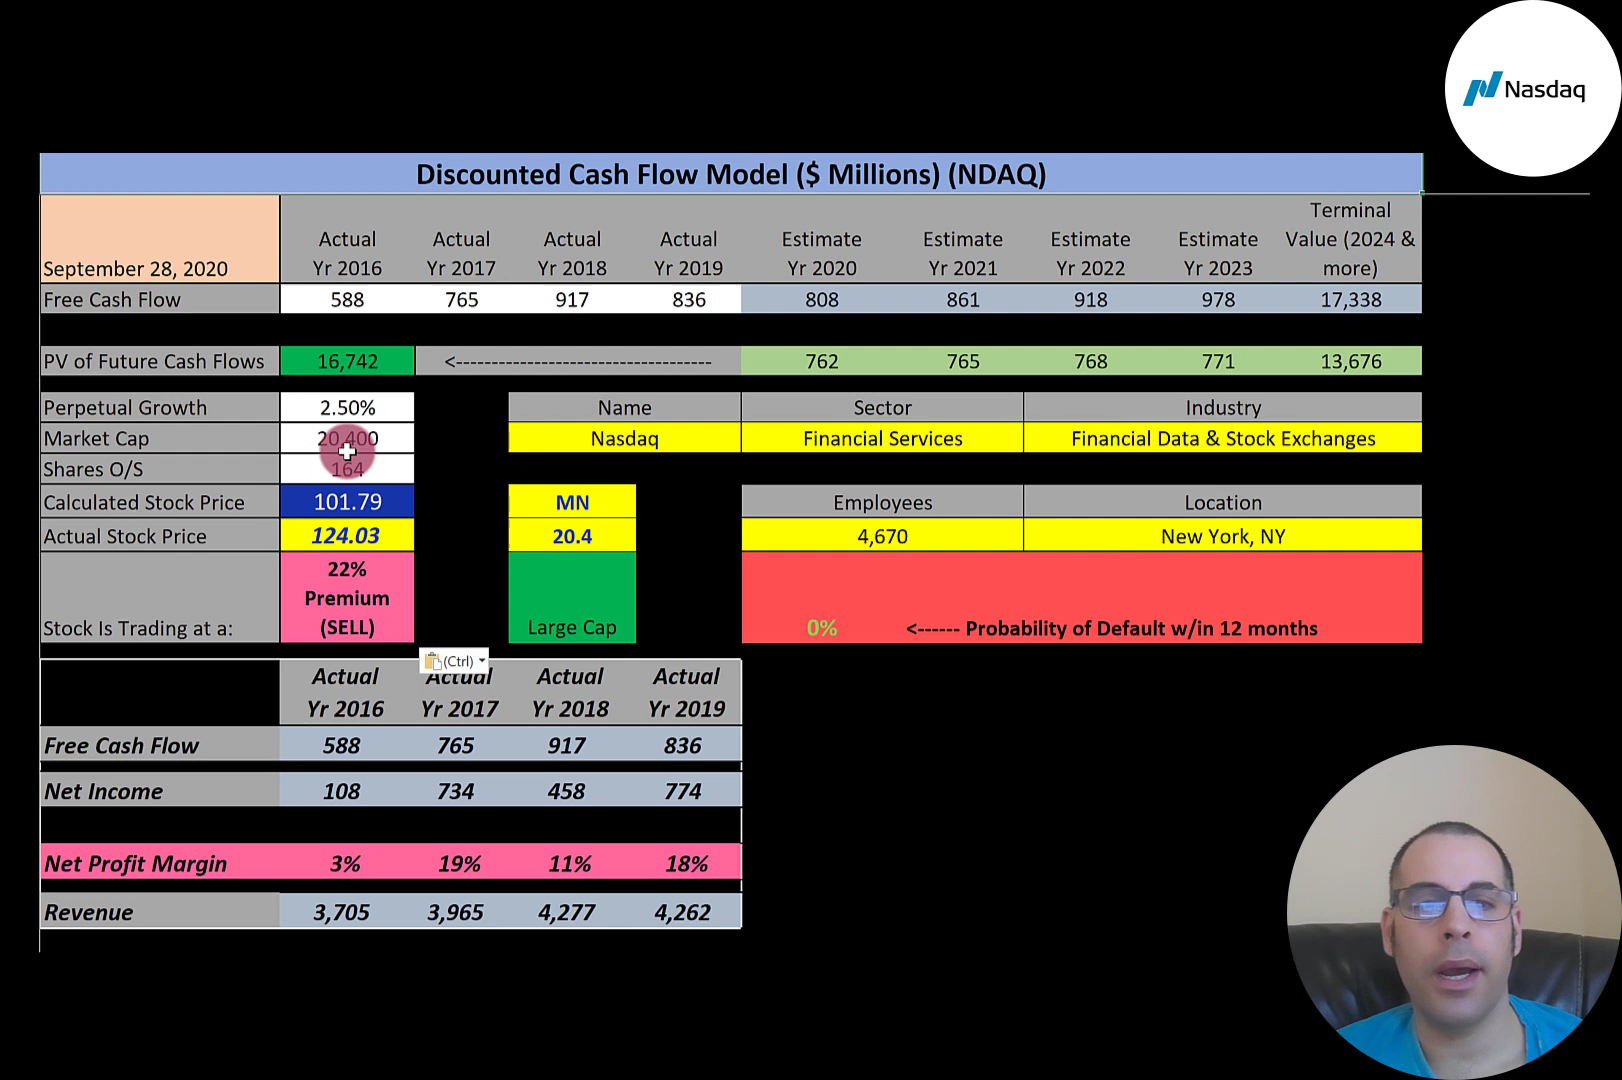 Nasdaq
Discounted Cash Flow Model ($ Millions) (NDAQ)
September 28, 2020 Actual Yr 2016 Actual Yr 2017 Actual Yr 2018 Actual Yr 2019 Estimate Yr 2020 Estimate Yr 2021 Estimate Yr 2022 Estimate Yr 2023 Terminal Value (2024 & more)
Free Cash Flow 588 765 917 836 808 861 918 978 17,338
PV of Future Cash Flows 16,742 <------------------------------------ 762 765 768 771 13,676
Perpetual Growth 2.50% Name Sector Industry
Market Cap 20,400 Nasdaq Financial Services Financial Data & Stock Exchanges
Shares O/S 164
Calculated Stock Price 101.79 MN Employees Location
Actual Stock Price 124.03 20.4 4,670 New York, NY
Stock Is Trading at a: 22% Premium (SELL) Large Cap 0% <------ Probability of Default w/in 12 months
(Ctrl)
Actual Yr 2016 Actual Yr 2017 Actual Yr 2018 Actual Yr 2019
Free Cash Flow 588 765 917 836
Net Income 108 734 458 774
Net Profit Margin 3% 19% 11% 18%
Revenue 3,705 3,965 4,277 4,262